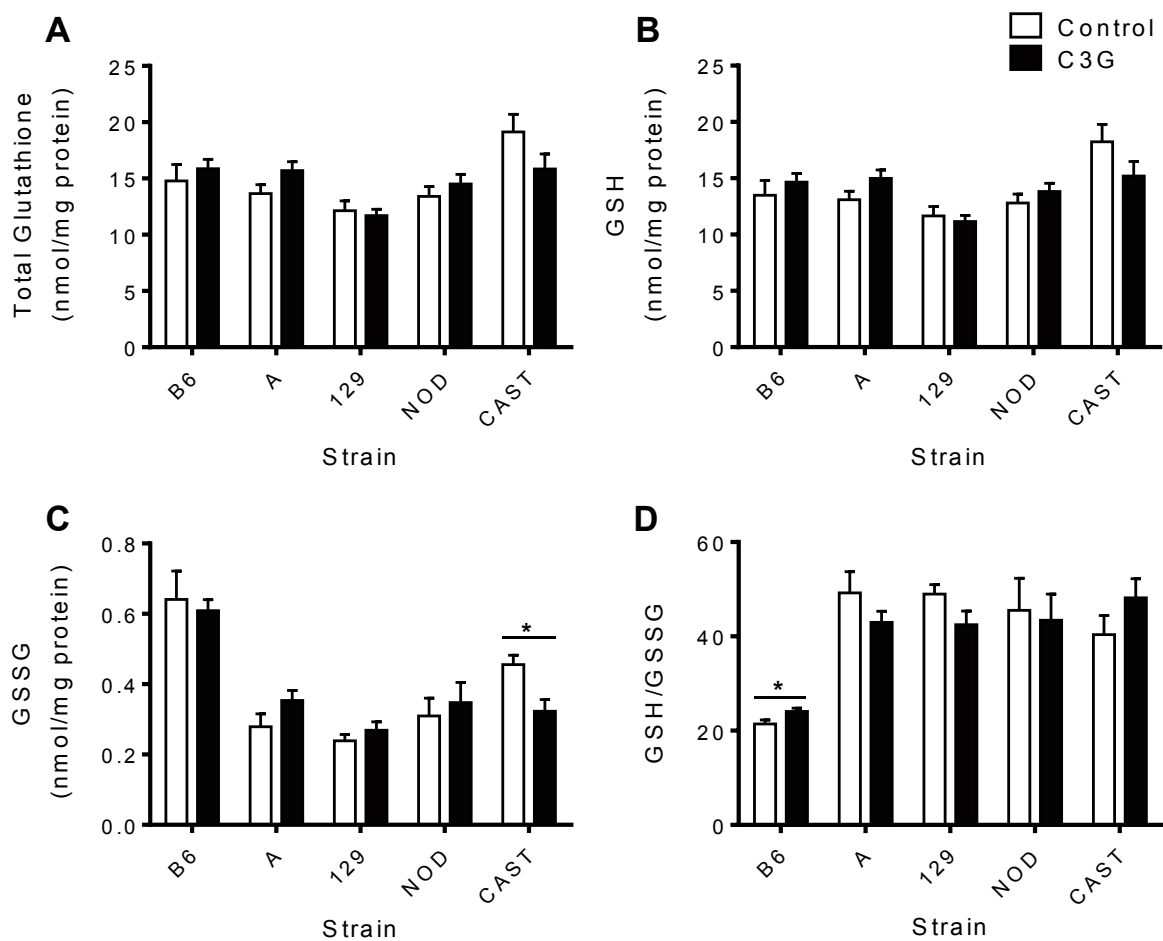 A
Total Glutathione
(nmol/mg protein)
25
20
15
10
5
0
B6
A
129
NOD
CAST
Strain
B
Control
C3G
GSH
(nmol/mg protein)
25
20
15
10
5
0
B6
A
129
NOD
CAST
Strain
C
GSSG
(nmol/mg protein)
0.8
0.6
0.4
0.2
0.0
*
B6
A
129
NOD
CAST
Strain
D
GSH/GSSG
60
40
20
0
*
B6
A
129
NOD
CAST
Strain